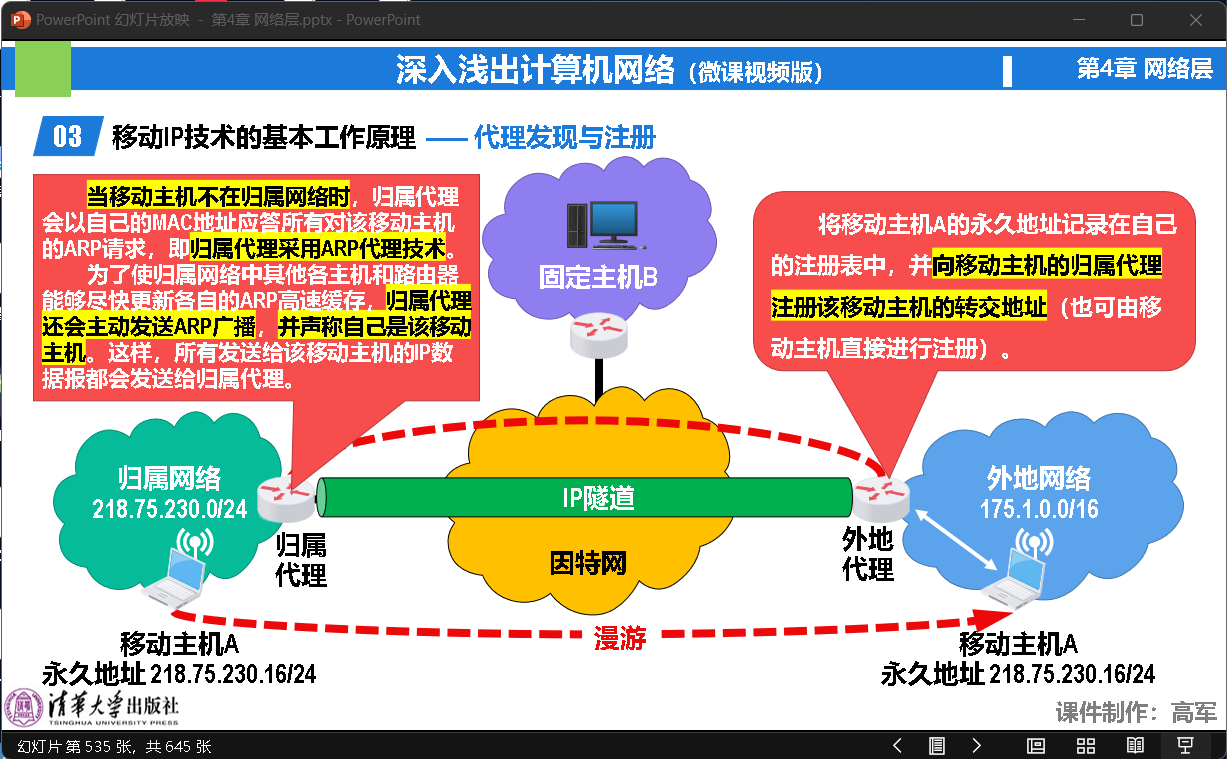 PowerPoint 幻灯片放映 - 第4章 网络层.pptx - PowerPoint
深入浅出计算机网络（微课视频版）
第4章 网络层
03 移动IP技术的基本工作原理 —— 代理发现与注册
当移动主机不在归属网络时，归属代理
会以自己的MAC地址应答所有对该移动主机
的ARP请求，即归属代理采用ARP代理技术。
为了使归属网络中其他各主机和路由器
能够尽快更新各自的ARP高速缓存，归属代理
还会主动发送ARP广播，并声称自己是该移动
主机。这样，所有发送给该移动主机的IP数
据报都会发送给归属代理。
固定主机B
将移动主机A的永久地址记录在自己
的注册表中，并向移动主机的归属代理
注册该移动主机的转交地址（也可由移
动主机直接进行注册）。
归属网络
218.75.230.0/24
归属
代理
IP隧道
因特网
外地
代理
外地网络
175.1.0.0/16
漫游
移动主机A
永久地址 218.75.230.16/24
移动主机A
永久地址 218.75.230.16/24
清华大学出版社
TSINGHUA UNIVERSITY PRESS
课件制作：高军
幻灯片 第 535 张，共 645 张